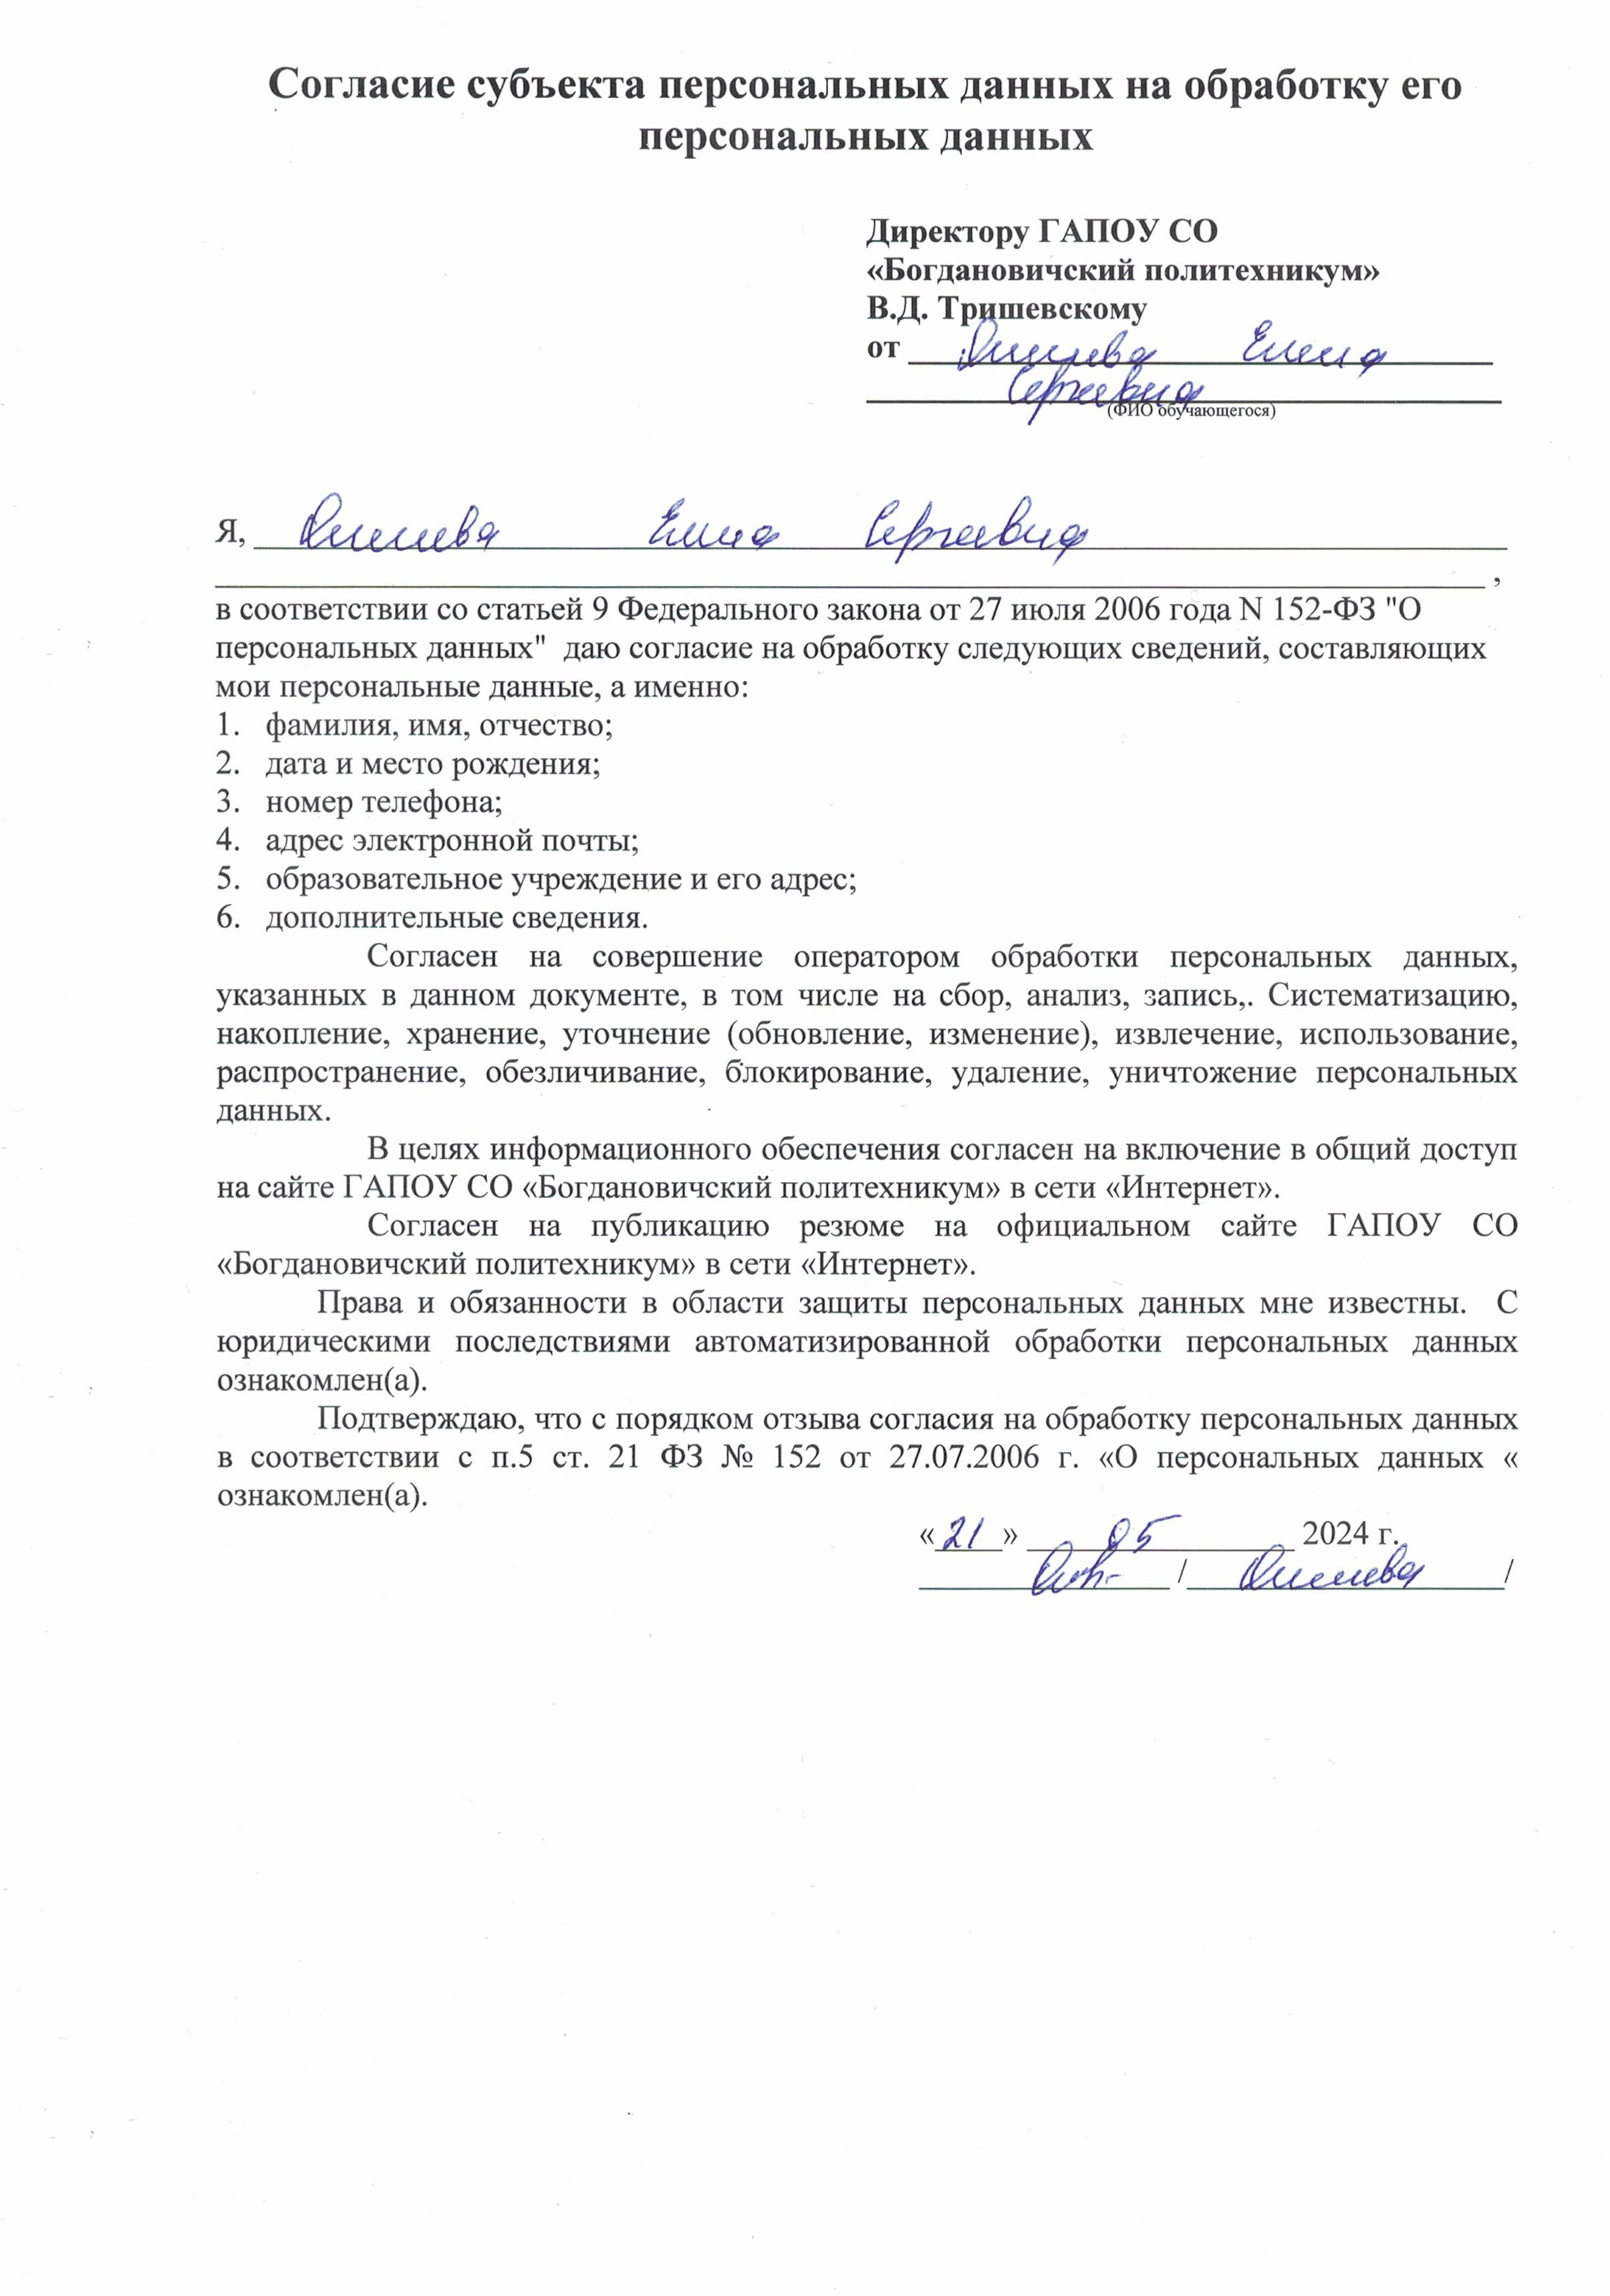 Согласие субъекта персональных данных на обработку его
персональных данных
Директору ГАПОУ СО
«Богдановичский политехникум»
В.Д. Тришевскому
от Елена
Сергеевна
(ФИО обучающегося)
Я, Елена Сергеевна
,
в соответствии со статьей 9 Федерального закона от 27 июля 2006 года N 152-ФЗ "О
персональных данных" даю согласие на обработку следующих сведений, составляющих
мои персональные данные, а именно:
1. фамилия, имя, отчество;
2. дата и место рождения;
3. номер телефона;
4. адрес электронной почты;
5. образовательное учреждение и его адрес;
6. дополнительные сведения.
Согласен на совершение оператором обработки персональных данных,
указанных в данном документе, в том числе на сбор, анализ, запись,. Систематизацию,
накопление, хранение, уточнение (обновление, изменение), извлечение, использование,
распространение, обезличивание, блокирование, удаление, уничтожение персональных
данных.
В целях информационного обеспечения согласен на включение в общий доступ
на сайте ГАПОУ СО «Богдановичский политехникум» в сети «Интернет».
Согласен на публикацию резюме на официальном сайте ГАПОУ СО
«Богдановичский политехникум» в сети «Интернет».
Права и обязанности в области защиты персональных данных мне известны. С
юридическими последствиями автоматизированной обработки персональных данных
ознакомлен(а).
Подтверждаю, что с порядком отзыва согласия на обработку персональных данных
в соответствии с п.5 ст. 21 ФЗ № 152 от 27.07.2006 г. «О персональных данных «
ознакомлен(а).
«21» 05 2024 г.
/ /